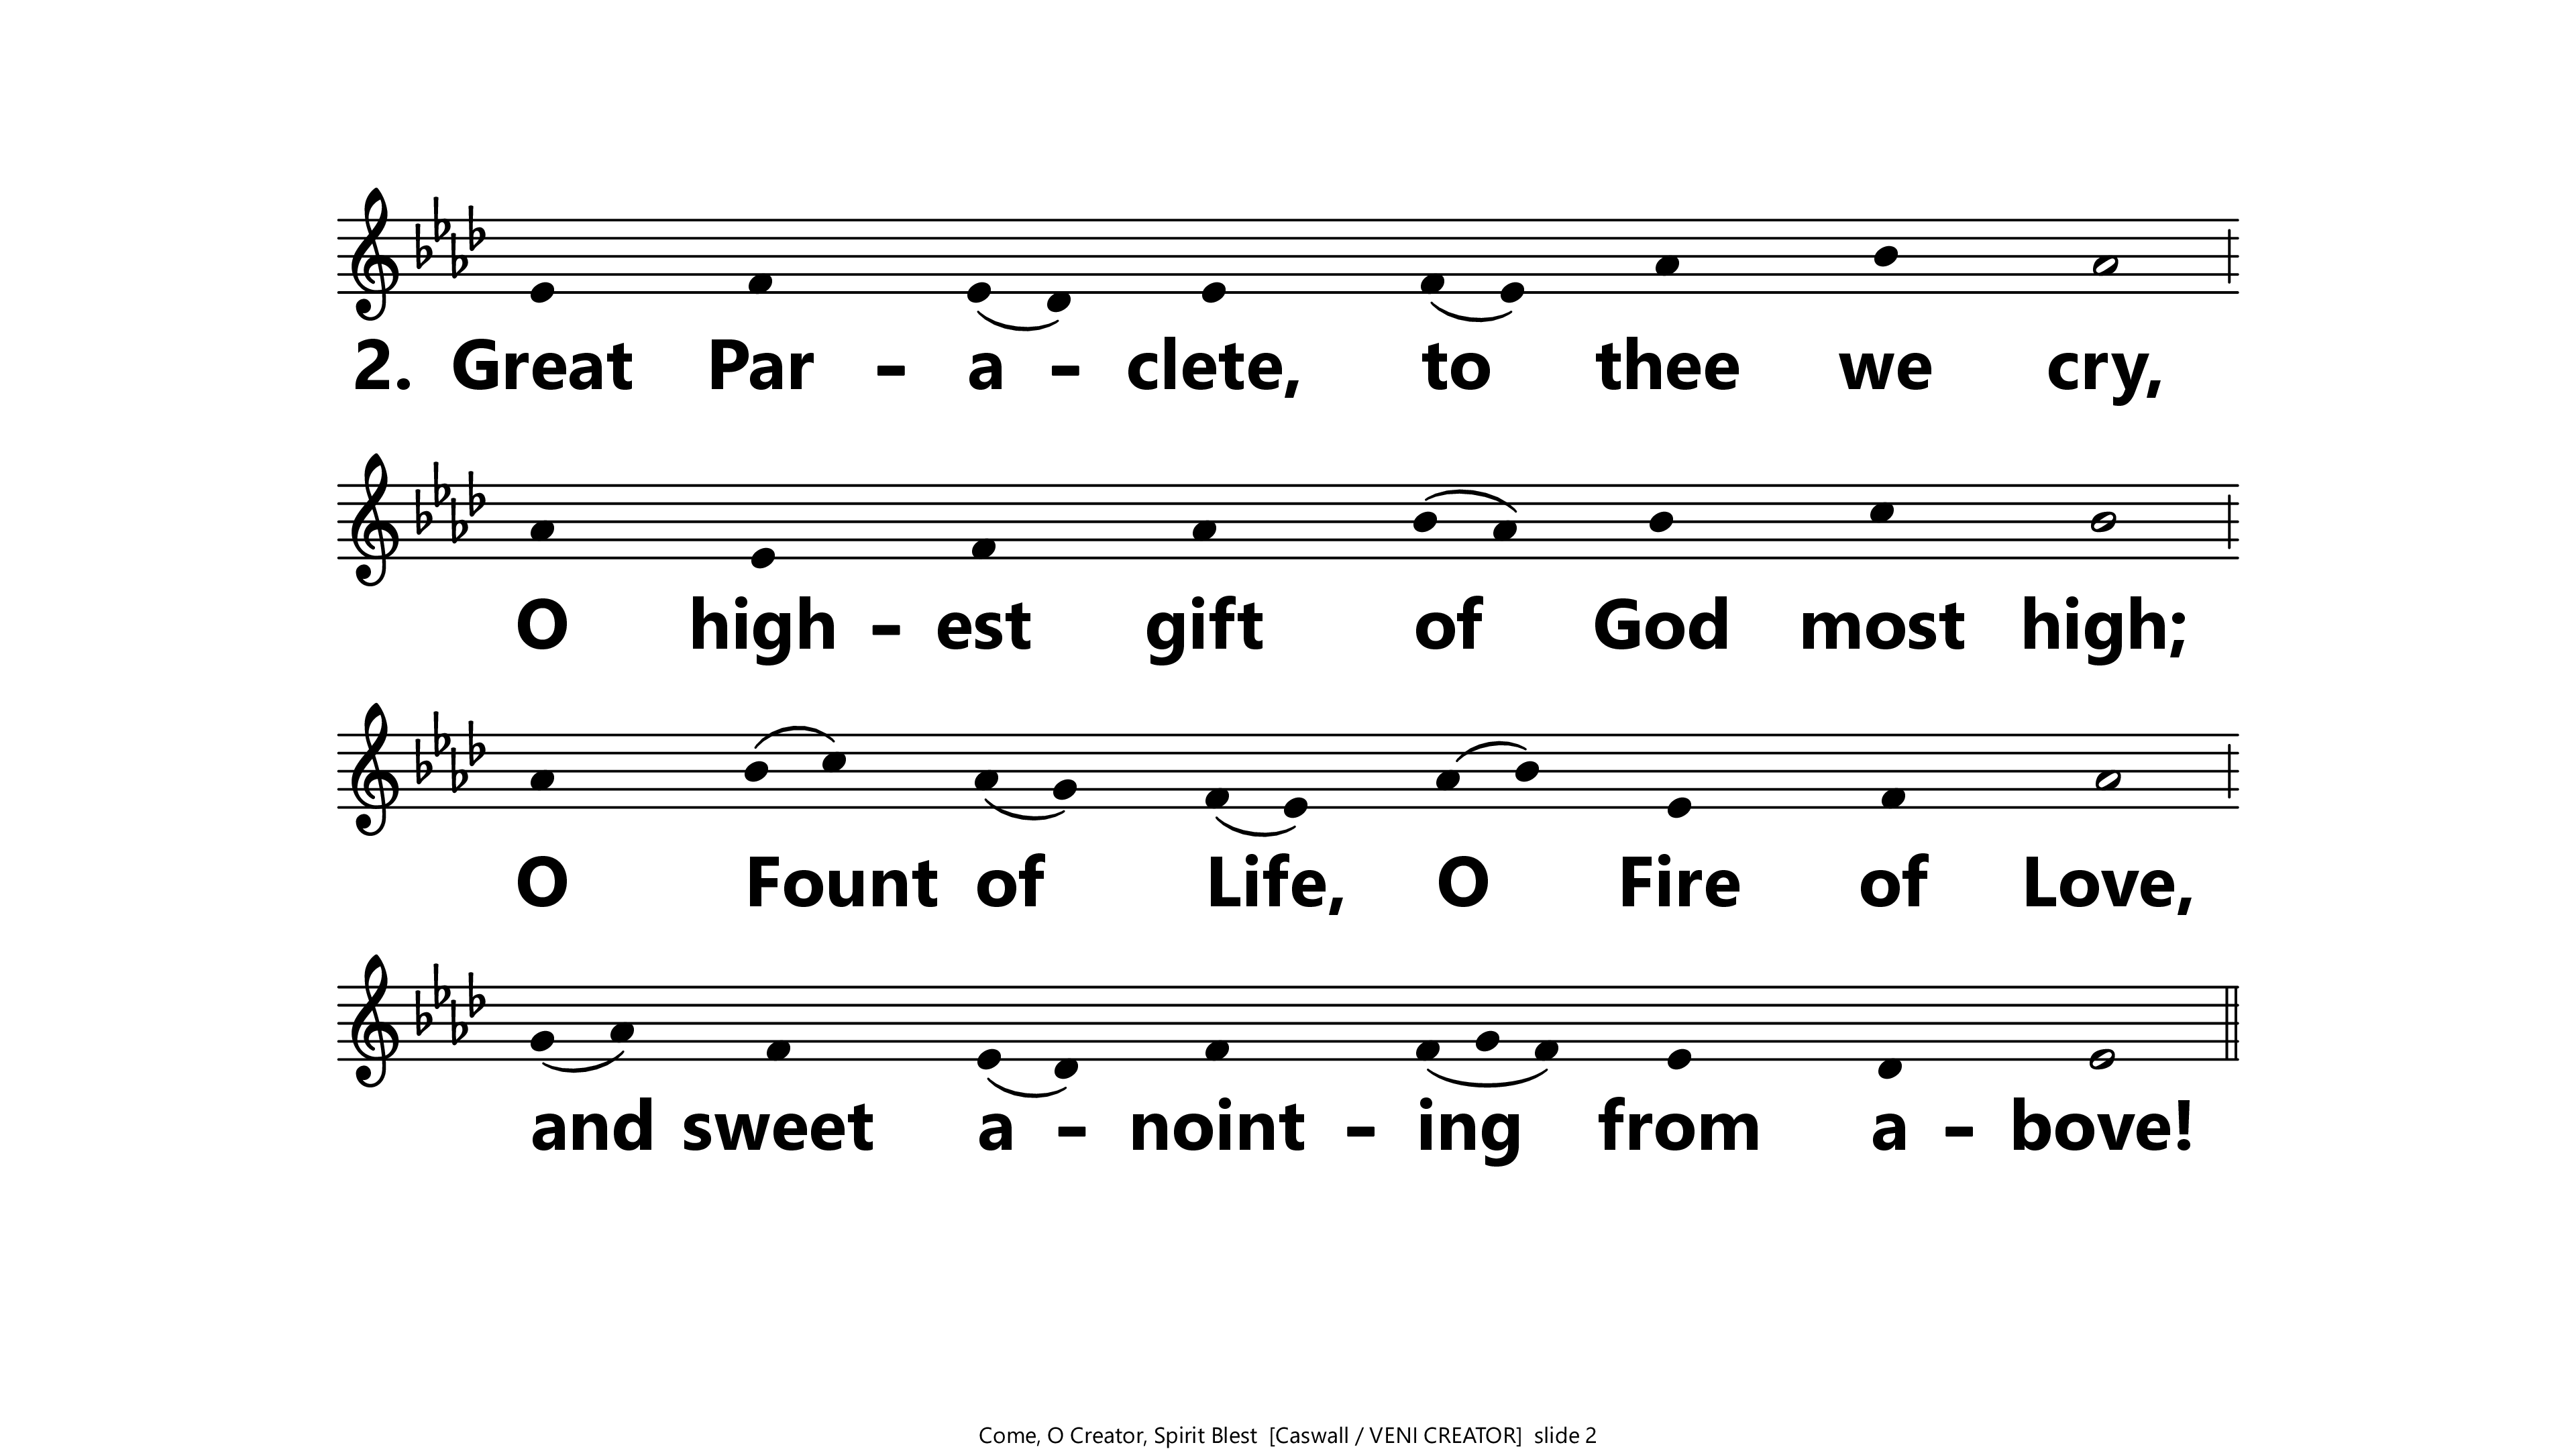 2. Great Par - a - clete, to thee we cry,
O high - est gift of God most high;
O Fount of Life, O Fire of Love,
and sweet a - noint - ing from a - bove!
Come, O Creator, Spirit Blest [Caswall / VENI CREATOR] slide 2